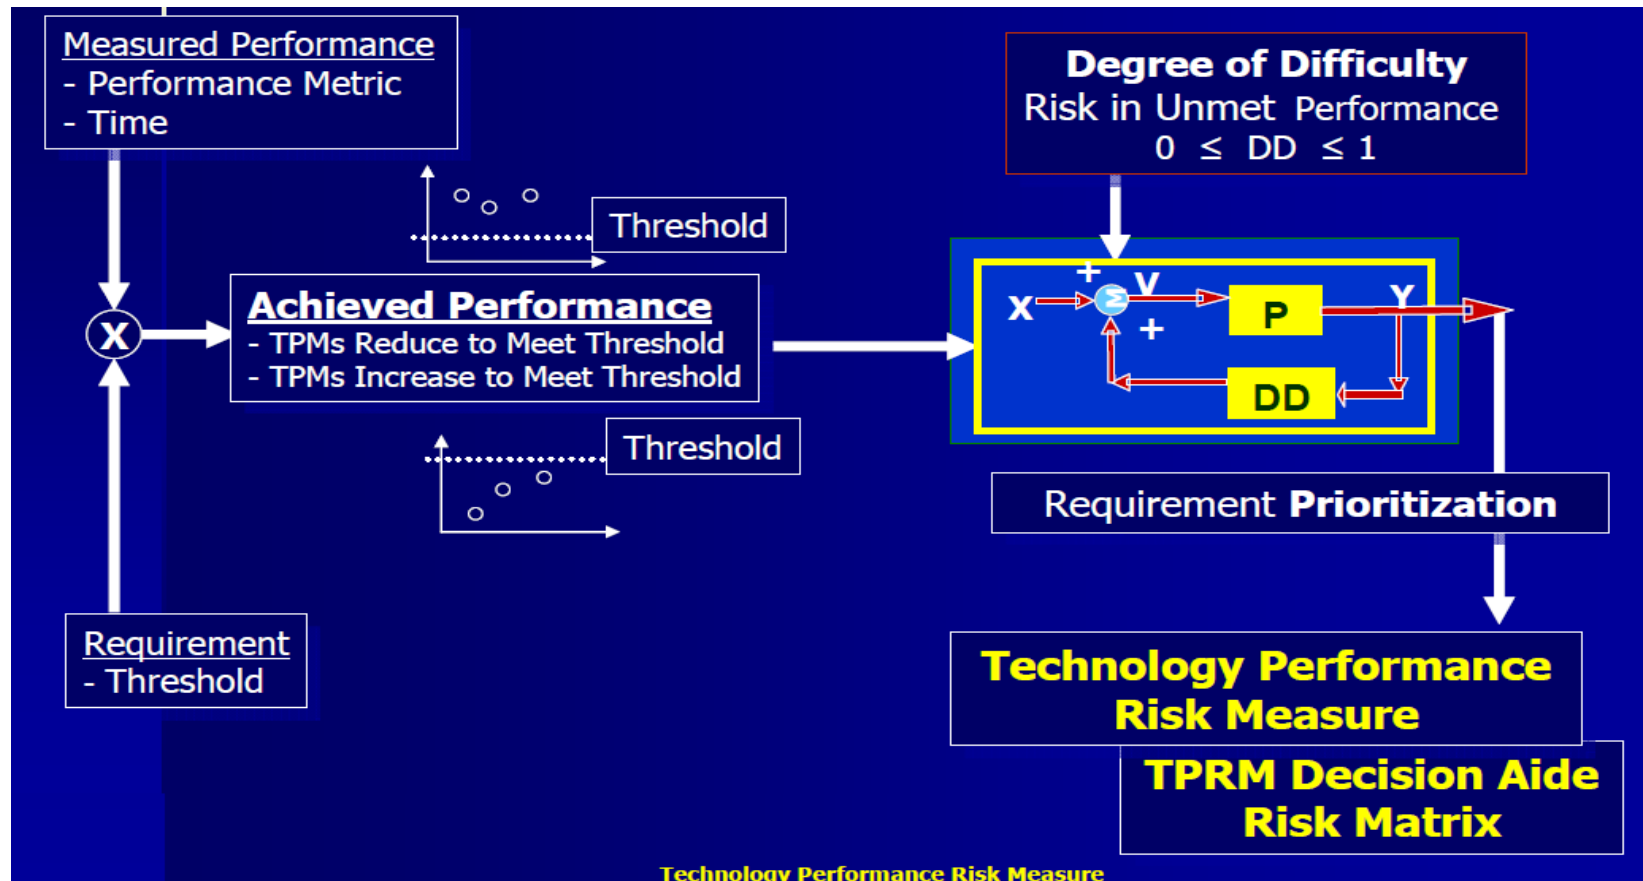 Measured Performance
- Performance Metric
- Time
Degree of Difficulty
Risk in Unmet Performance
0 ≤ DD ≤ 1
Threshold
X
Achieved Performance
- TPMs Reduce to Meet Threshold
- TPMs Increase to Meet Threshold
+
X
Σ
V
P
Y
+
DD
Threshold
Requirement Prioritization
Requirement
- Threshold
Technology Performance
Risk Measure
TPRM Decision Aide
Risk Matrix
Technology Performance Risk Measure